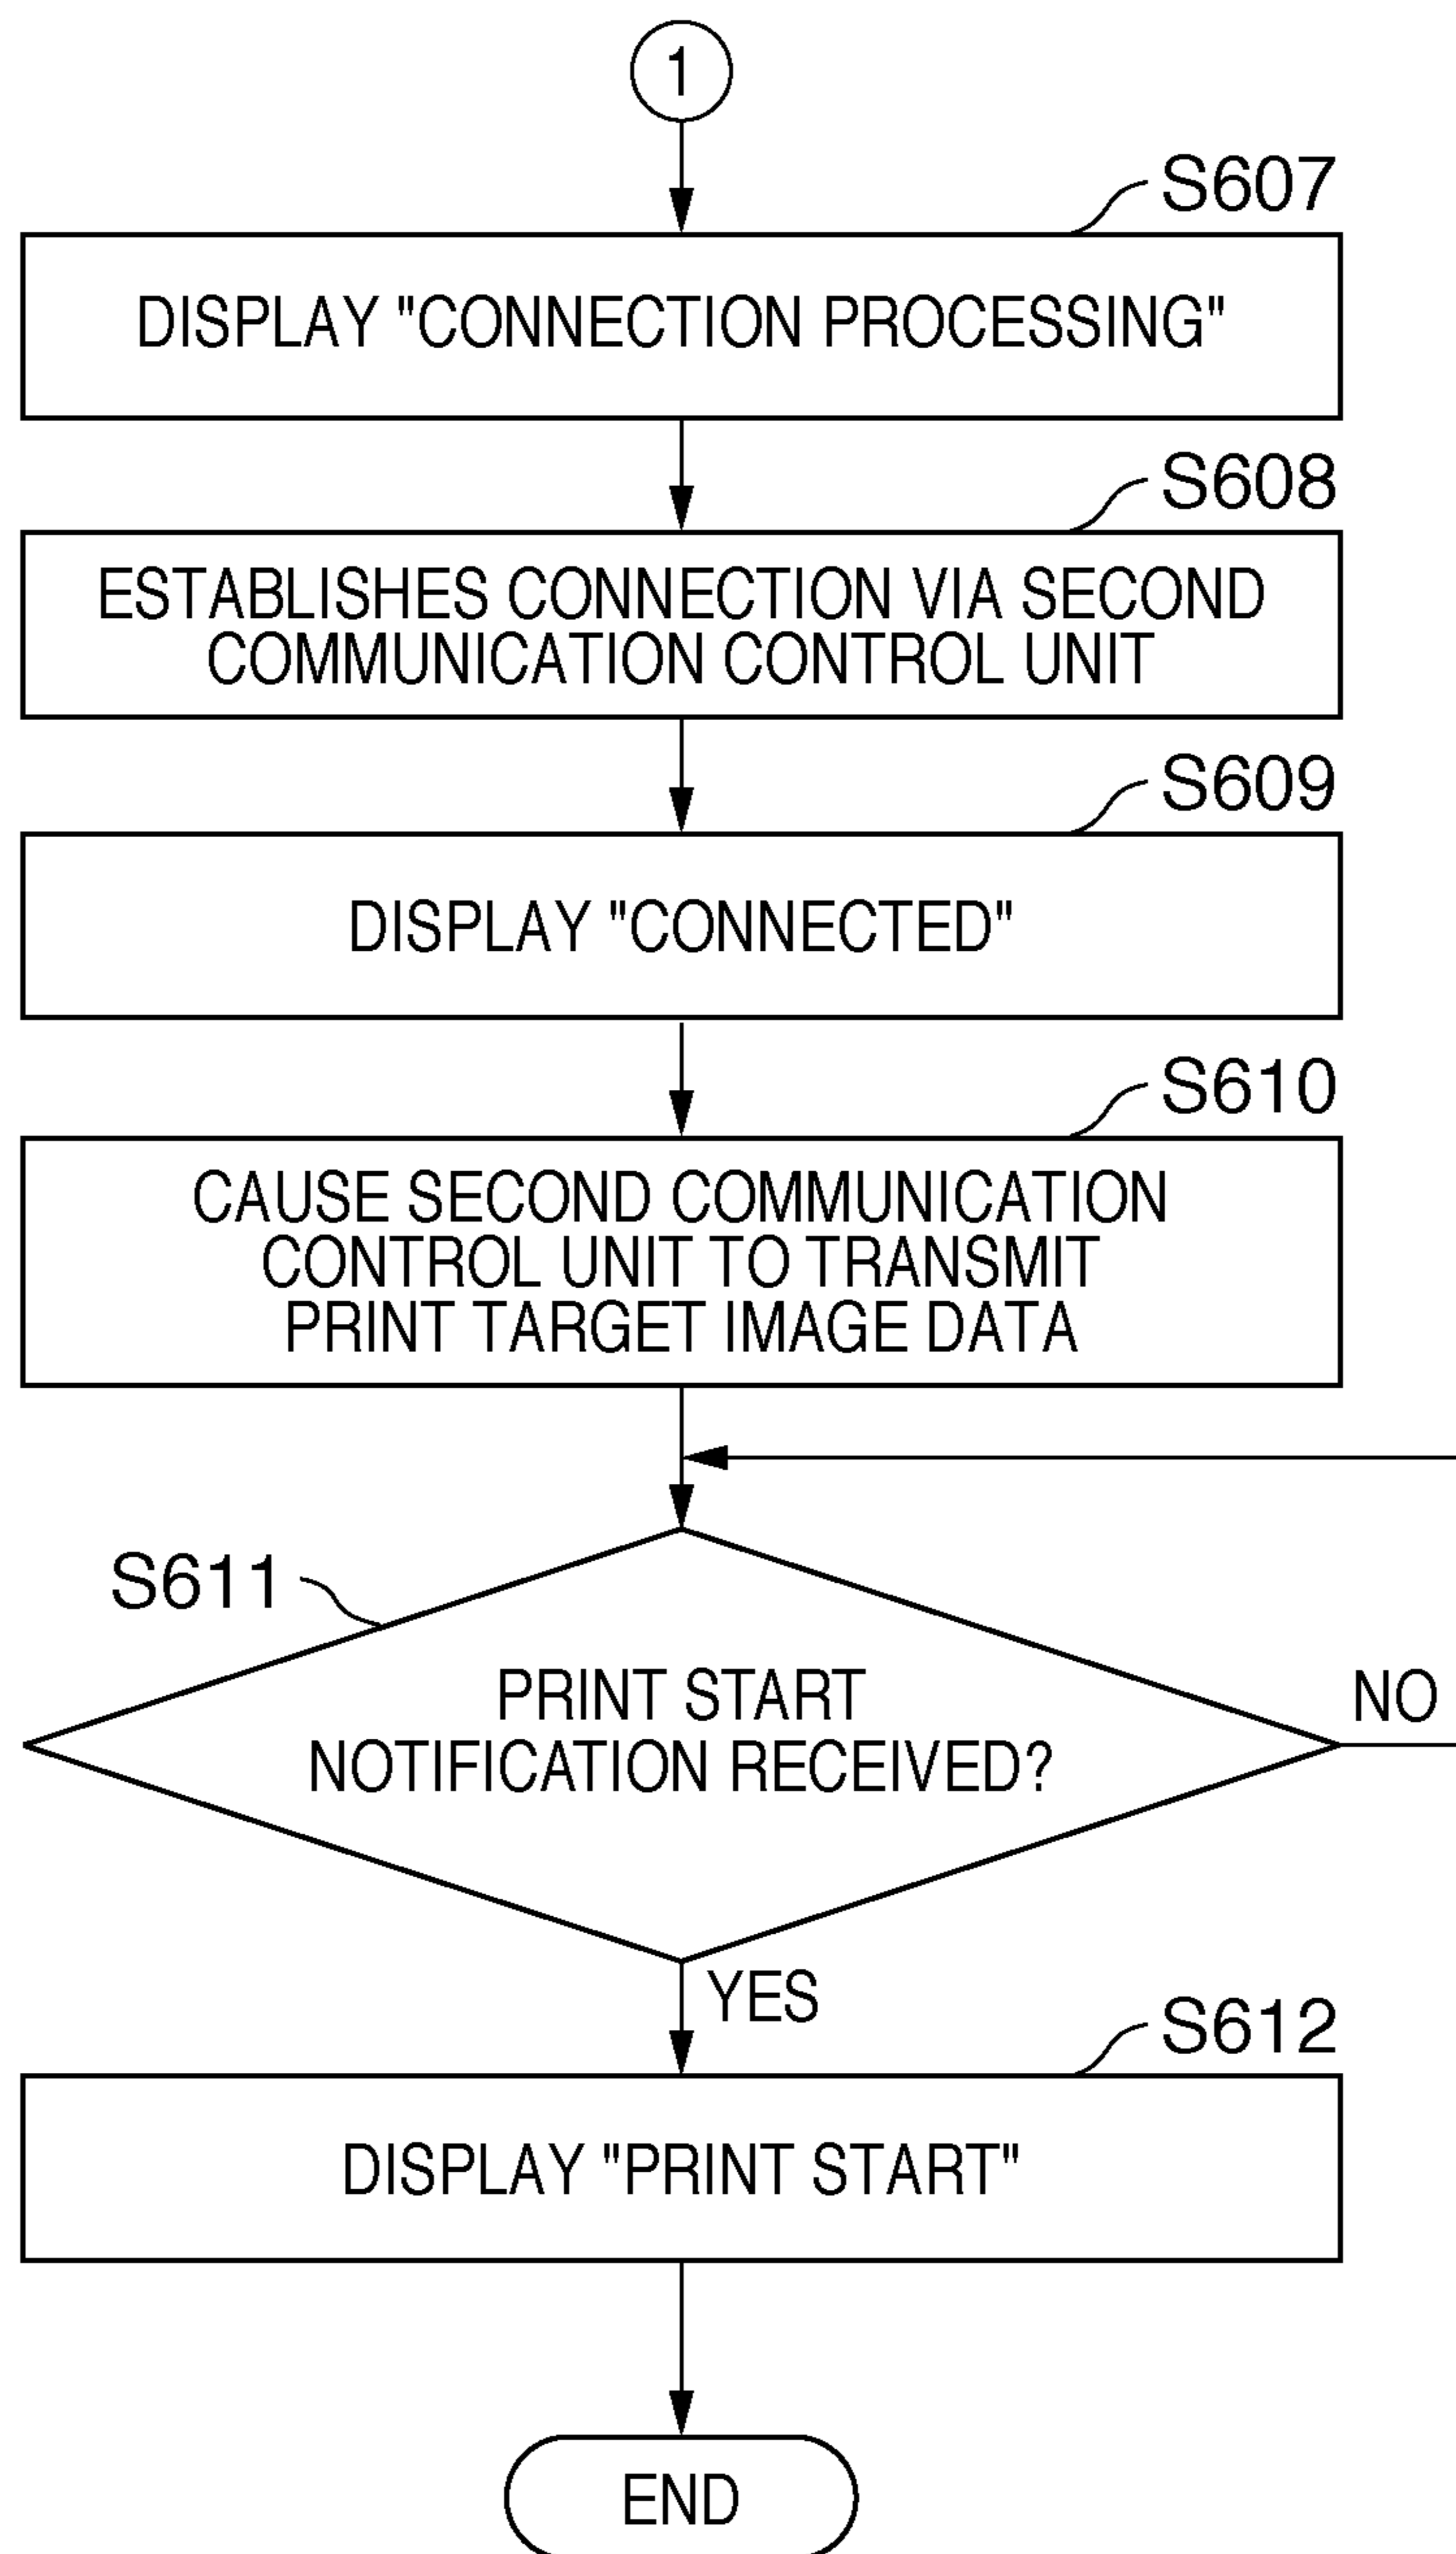 1
S607
DISPLAY "CONNECTION PROCESSING"
S608
ESTABLISHES CONNECTION VIA SECOND
COMMUNICATION CONTROL UNIT
S609
DISPLAY "CONNECTED"
S610
CAUSE SECOND COMMUNICATION
CONTROL UNIT TO TRANSMIT
PRINT TARGET IMAGE DATA
S611
PRINT START
NOTIFICATION RECEIVED?
NO
YES
S612
DISPLAY "PRINT START"
END